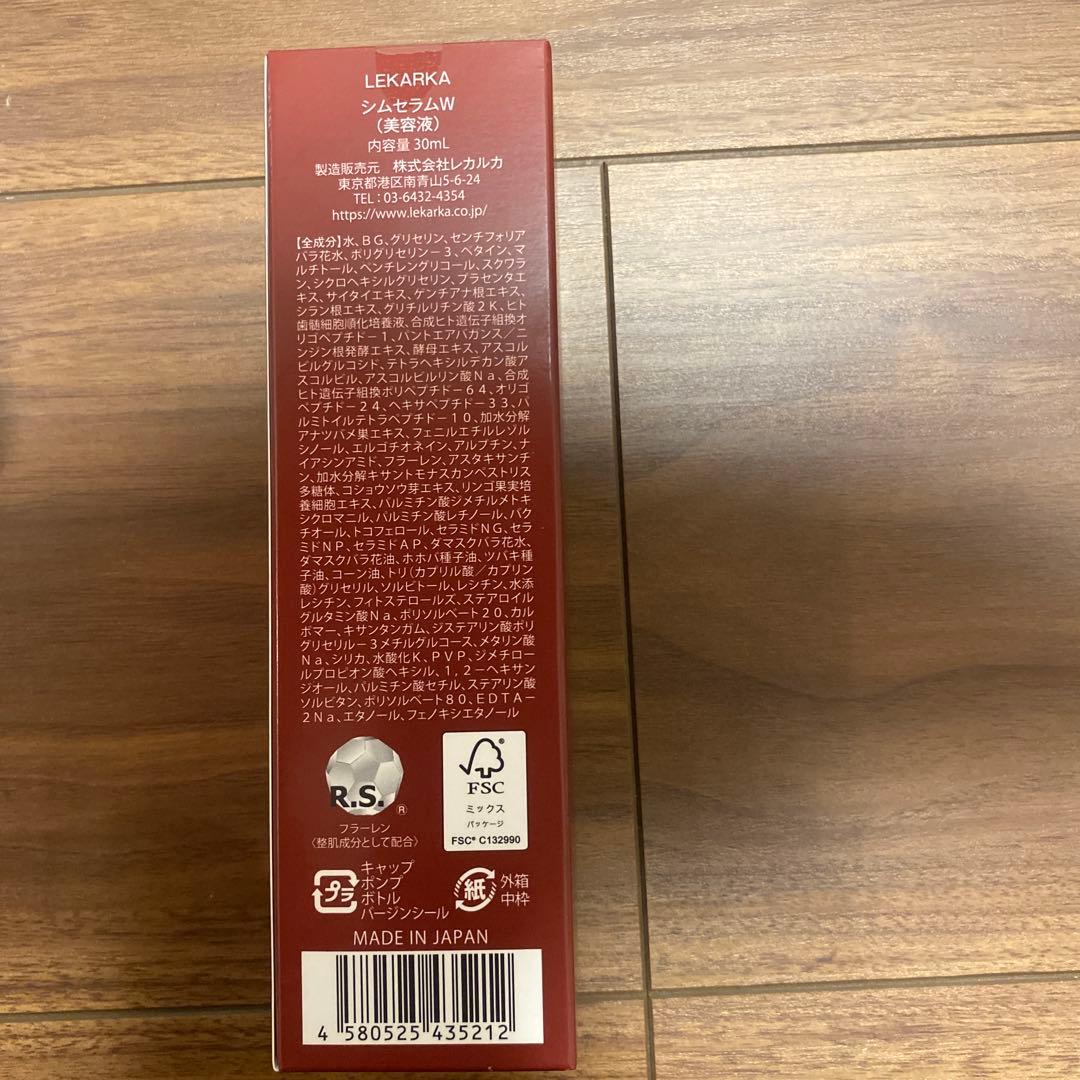 LEKARKA
シムセラムW
（美容液）
内容量 30mL
製造販売元　株式会社レカルカ
東京都港区南青山5-6-24
TEL：03-6432-4354
https://www.lekarka.co.jp/
【全成分】水、ＢＧ、グリセリン、センチフォリア
バラ花水、ポリグリセリン－３、ベタイン、マ
ルチトール、ペンチレングリコール、スクワラ
ン、シクロヘキシルグリセリン、プラセンタエ
キス、サイタイエキス、ゲンチアナ根エキス、
シラン根エキス、グリチルリチン酸２Ｋ、ヒト
歯髄細胞順化培養液、合成ヒト遺伝子組換オ
リゴペプチド－１、パントエアバガンス／ニ
ンジン根発酵エキス、酵母エキス、アスコル
ビルグルコシド、テトラヘキシルデカン酸ア
スコルビル、アスコルビルリン酸Ｎａ、合成
ヒト遺伝子組換ポリペプチド－６４、オリゴ
ペプチド－２４、ヘキサペプチド－３３、パル
ミトイルテトラペプチド－１０、加水分解
アナツバメ巣エキス、フェニルエチルレゾル
シノール、エルゴチオネイン、アルブチン、ナ
イアシンアミド、フラーレン、アスタキサンチ
ン、加水分解キサントモナスカンペストリス
多糖体、コショウソウ芽エキス、リンゴ果実培
養細胞エキス、パルミチン酸ジメチルメトキ
シクロマニル、パルミチン酸レチノール、バク
チオール、トコフェロール、セラミドＮＧ、セラ
ミドＮＰ、セラミドＡＰ、ダマスクバラ花水、
ダマスクバラ花油、ホホバ種子油、ツバキ種
子油、コーン油、トリ（カプリル酸／カプリン
酸）グリセリル、ソルビトール、レシチン、水添
レシチン、フィトステロールズ、ステアロイル
グルタミン酸Ｎａ、ポリソルベート２０、カル
ボマー、キサンタンガム、ジステアリン酸ポリ
グリセリル－３メチルグルコース、メタリン酸
Ｎａ、シリカ、水酸化Ｋ、ＰＶＰ、ジメチロー
ルプロピオン酸ヘキシル、１，２－ヘキサン
ジオール、パルミチン酸セチル、ステアリン酸
ソルビタン、ポリソルベート８０、ＥＤＴＡ－
２Ｎａ、エタノール、フェノキシエタノール
R.S.®
フラーレン
〈整肌成分として配合〉
FSC
ミックス
パッケージ
FSC® C132990
プラ
キャップ
ポンプ
ボトル
バージンシール
紙
外箱
中枠
MADE IN JAPAN
4 580525 435212